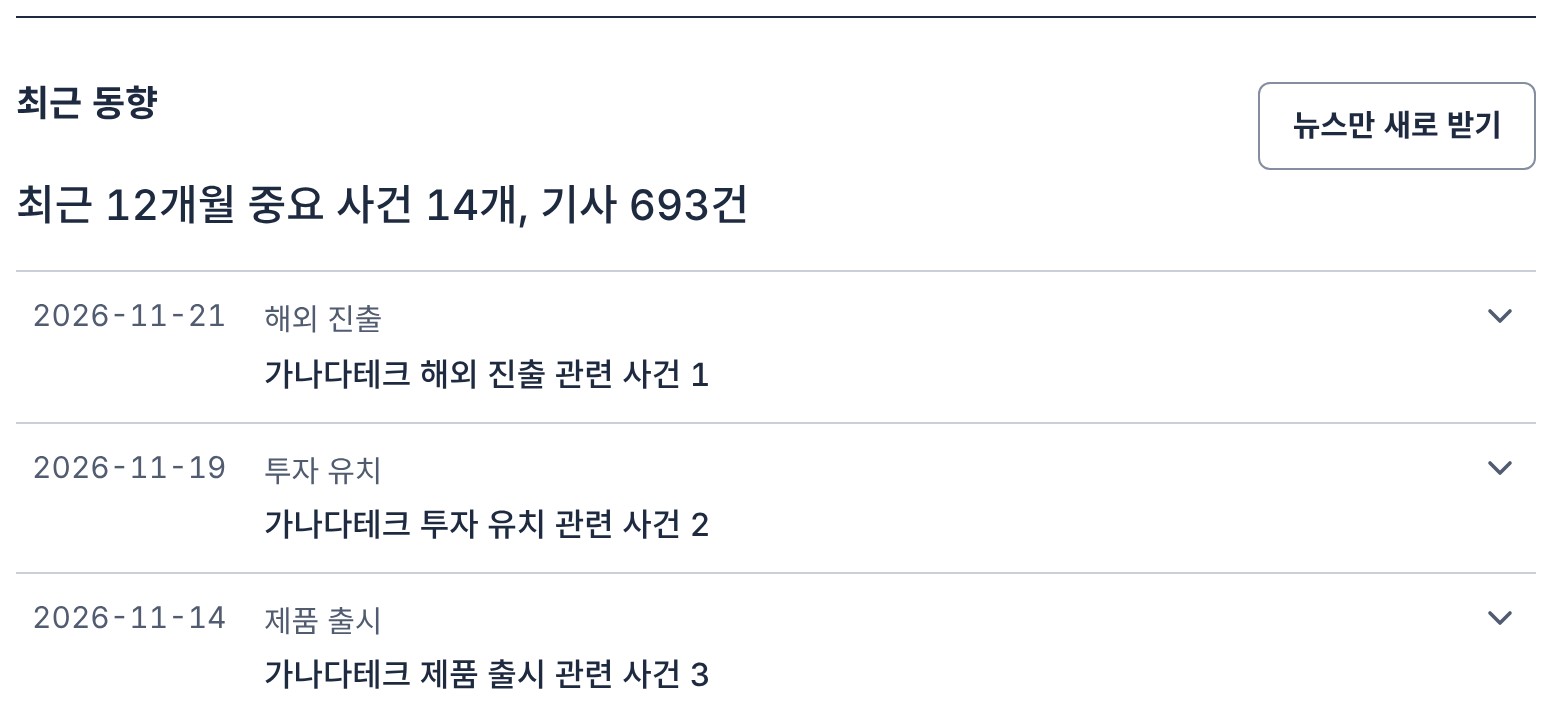 최근 동향
뉴스만 새로 받기
최근 12개월 중요 사건 14개, 기사 693건
2026-11-21 해외 진출
가나다테크 해외 진출 관련 사건 1
2026-11-19 투자 유치
가나다테크 투자 유치 관련 사건 2
2026-11-14 제품 출시
가나다테크 제품 출시 관련 사건 3